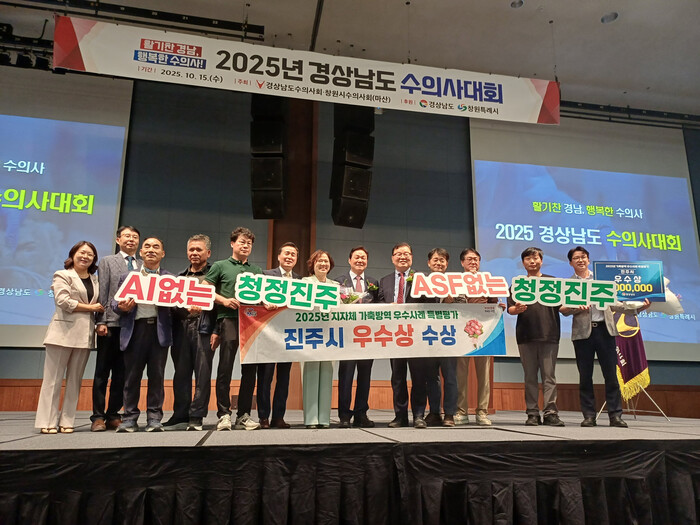 활기찬 경남,
행복한 수의사!
2025년 경상남도 수의사대회
| 기간 | 2025. 10. 15.(수) | 주최 | 경상남도수의사회·창원시수의사회(마산) | 후원 | 경상남도 창원특례시
수의사
수의사대회
활기찬 경남, 행복한 수의사
2025 경상남도 수의사대회
AI없는 청정진주 ASF없는 청정진주
2025년 지자체 가축방역 우수사례 특별평가
진주시 우수상 수상
진주시
우수상
000,000